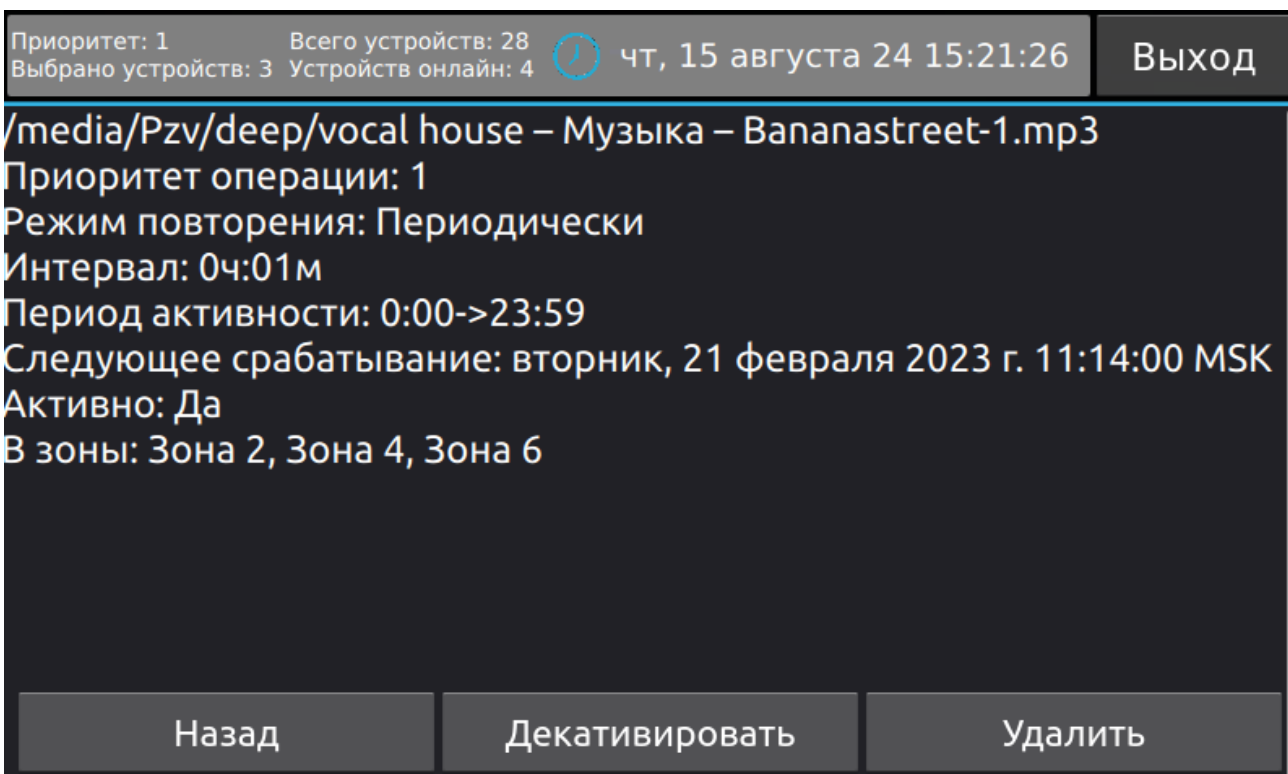 Приоритет: 1 Всего устройств: 28
Выбрано устройств: 3 Устройств онлайн: 4
чт, 15 августа 24 15:21:26
Выход
/media/Pzv/deep/vocal house – Музыка – Bananastreet-1.mp3
Приоритет операции: 1
Режим повторения: Периодически
Интервал: 0ч:01м
Период активности: 0:00->23:59
Следующее срабатывание: вторник, 21 февраля 2023 г. 11:14:00 MSK
Активно: Да
В зоны: Зона 2, Зона 4, Зона 6
Назад
Декативировать
Удалить